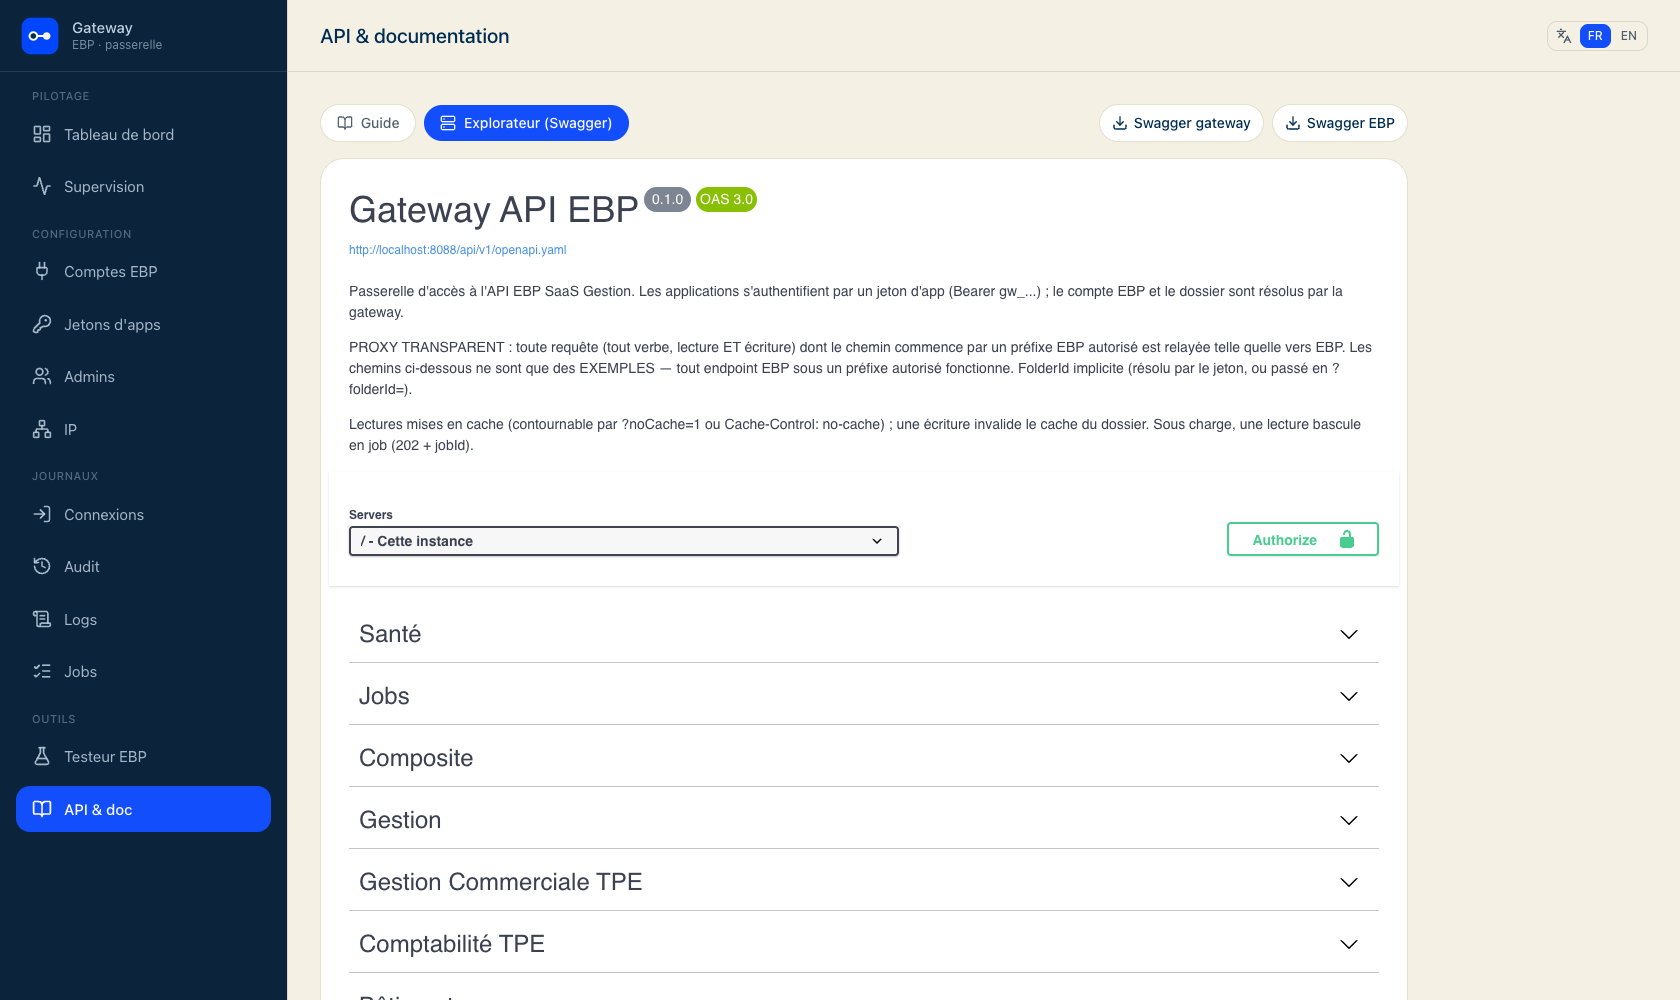 Gateway
EBP · passerelle
PILOTAGE
Tableau de bord
Supervision
CONFIGURATION
Comptes EBP
Jetons d'apps
Admins
IP
JOURNAUX
Connexions
Audit
Logs
Jobs
OUTILS
Testeur EBP
API & doc
API & documentation
FR
EN
Guide
Explorateur (Swagger)
Swagger gateway
Swagger EBP
Gateway API EBP 0.1.0 OAS 3.0
http://localhost:8088/api/v1/openapi.yaml
Passerelle d'accès à l'API EBP SaaS Gestion. Les applications s'authentifient par un jeton d'app (Bearer gw_...) ; le compte EBP et le dossier sont résolus par la
gateway.
PROXY TRANSPARENT : toute requête (tout verbe, lecture ET écriture) dont le chemin commence par un préfixe EBP autorisé est relayée telle quelle vers EBP. Les
chemins ci-dessous ne sont que des EXEMPLES — tout endpoint EBP sous un préfixe autorisé fonctionne. FolderId implicite (résolu par le jeton, ou passé en ?
folderId=).
Lectures mises en cache (contournable par ?noCache=1 ou Cache-Control: no-cache) ; une écriture invalide le cache du dossier. Sous charge, une lecture bascule
en job (202 + jobId).
Servers
/ - Cette instance
Authorize
Santé
Jobs
Composite
Gestion
Gestion Commerciale TPE
Comptabilité TPE